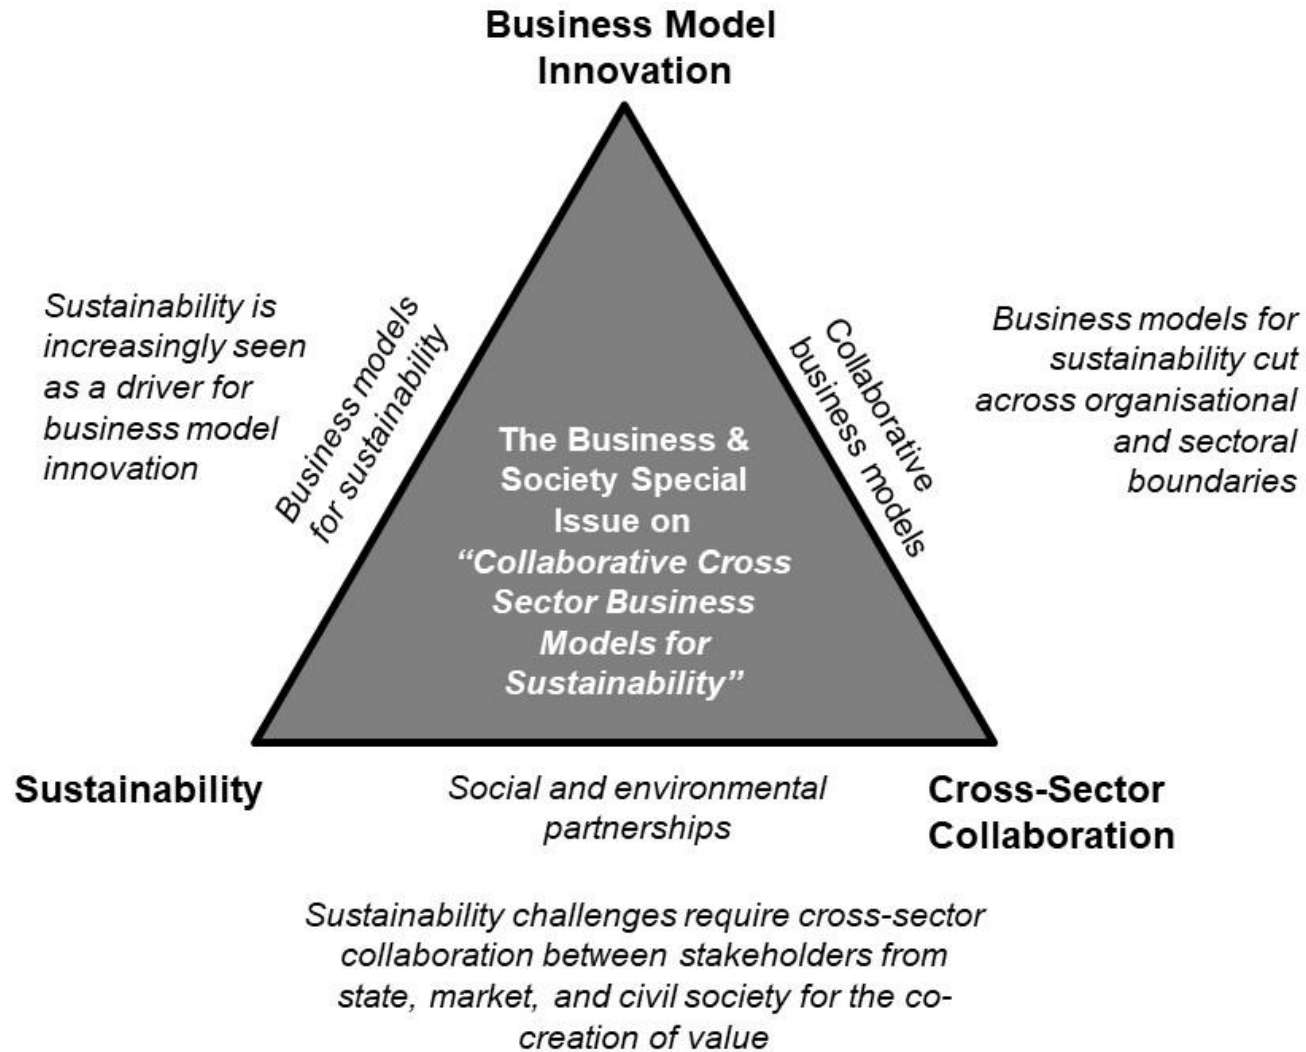 Business Model
Innovation
Sustainability is
increasingly seen
as a driver for
business model
innovation
Business models
for sustainability
The Business &
Society Special
Issue on
“Collaborative Cross
Sector Business
Models for
Sustainability”
Collaborative
business models
Business models for
sustainability cut
across organisational
and sectoral
boundaries
Sustainability
Social and environmental
partnerships
Cross-Sector
Collaboration
Sustainability challenges require cross-sector
collaboration between stakeholders from
state, market, and civil society for the co-
creation of value